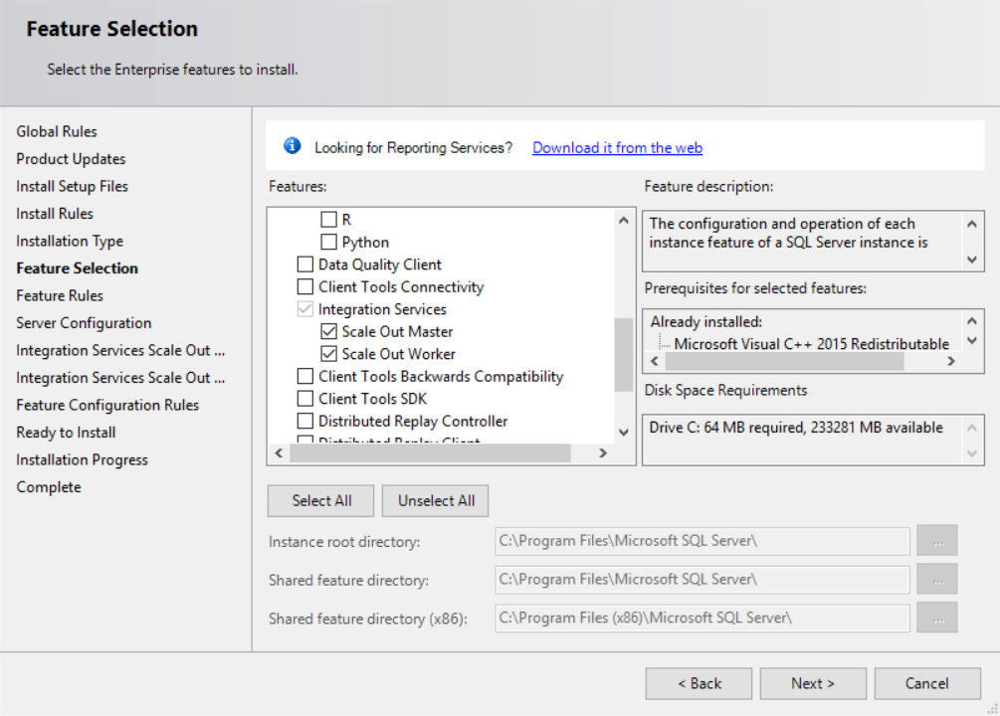 Feature Selection
Select the Enterprise features to install.
Global Rules
Product Updates
Install Setup Files
Install Rules
Installation Type
Feature Selection
Feature Rules
Server Configuration
Integration Services Scale Out ...
Integration Services Scale Out ...
Feature Configuration Rules
Ready to Install
Installation Progress
Complete
Looking for Reporting Services? Download it from the web
Features:
R
Python
Data Quality Client
Client Tools Connectivity
Integration Services
Scale Out Master
Scale Out Worker
Client Tools Backwards Compatibility
Client Tools SDK
Distributed Replay Controller
Distributed Replay Client
Feature description:
The configuration and operation of each
instance feature of a SQL Server instance is
Prerequisites for selected features:
Already installed:
Microsoft Visual C++ 2015 Redistributable
Disk Space Requirements
Drive C: 64 MB required, 233281 MB available
Select All
Unselect All
Instance root directory: C:\Program Files\Microsoft SQL Server\ ...
Shared feature directory: C:\Program Files\Microsoft SQL Server\ ...
Shared feature directory (x86): C:\Program Files (x86)\Microsoft SQL Server\ ...
< Back
Next >
Cancel